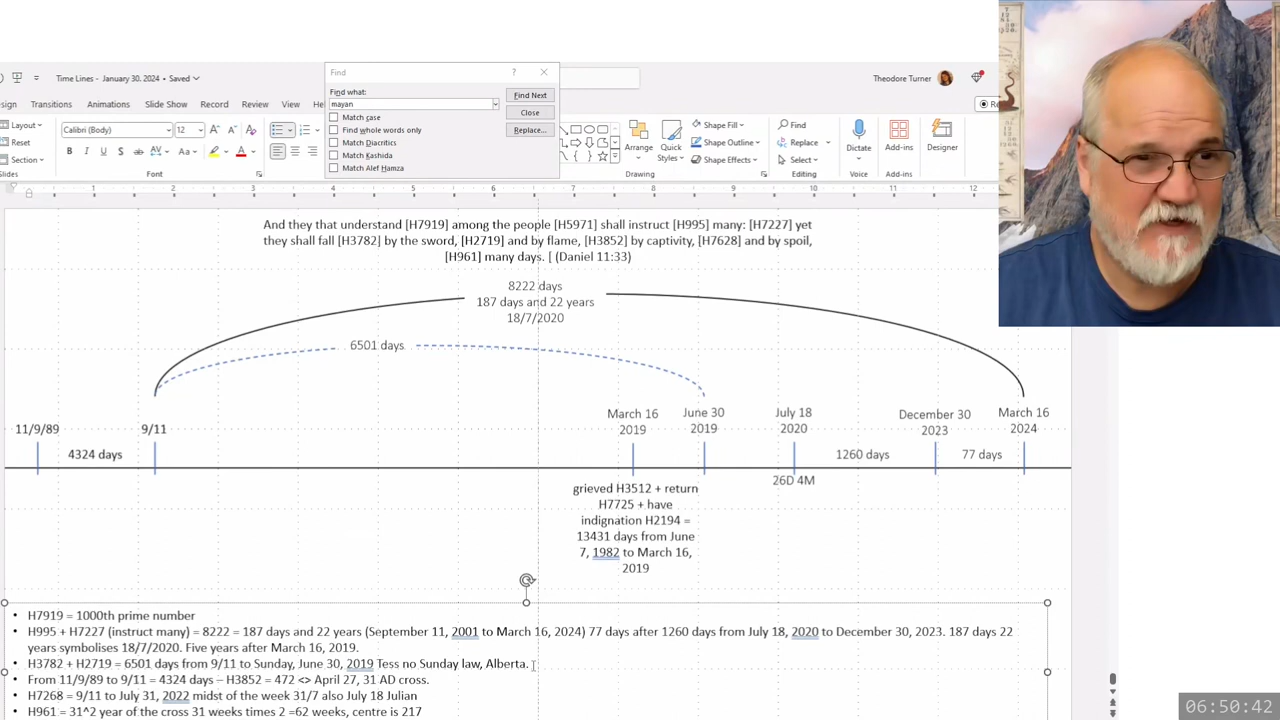 Time Lines - January 30. 2024 • Saved
Theodore Turner
Find
?
Find what:
mayan
Find Next
Match case
Close
Find whole words only
Replace...
Match Diacritics
Match Kashida
Match Alef Hamza
sign Transitions Animations Slide Show Record Review View
Layout
Reset
Section
Calibri (Body) 12
Slides
Font
Arrange
Quick
Styles
Shape Fill
Shape Outline
Shape Effects
Drawing
Find
Replace
Select
Editing
Dictate
Voice
Add-ins
Add-ins
Designer
1 2 3 4 5 6 7 8 9 10 11 12
And they that understand [H7919] among the people [H5971] shall instruct [H995] many: [H7227] yet
they shall fall [H3782] by the sword, [H2719] and by flame, [H3852] by captivity, [H7628] and by spoil,
[H961] many days. [ (Daniel 11:33)
8222 days
187 days and 22 years
18/7/2020
6501 days
11/9/89
9/11
March 16
2019
June 30
2019
July 18
2020
December 30
2023
March 16
2024
4324 days
1260 days
77 days
26D 4M
grieved H3512 + return
H7725 + have
indignation H2194 =
13431 days from June
7, 1982 to March 16,
2019
• H7919 = 1000th prime number
• H995 + H7227 (instruct many) = 8222 = 187 days and 22 years (September 11, 2001 to March 16, 2024) 77 days after 1260 days from July 18, 2020 to December 30, 2023. 187 days 22
years symbolises 18/7/2020. Five years after March 16, 2019.
• H3782 + H2719 = 6501 days from 9/11 to Sunday, June 30, 2019 Tess no Sunday law, Alberta.
• From 11/9/89 to 9/11 = 4324 days – H3852 = 472 <> April 27, 31 AD cross.
• H7268 = 9/11 to July 31, 2022 midst of the week 31/7 also July 18 Julian
• H961 = 31^2 year of the cross 31 weeks times 2 =62 weeks, centre is 217
06:50:42